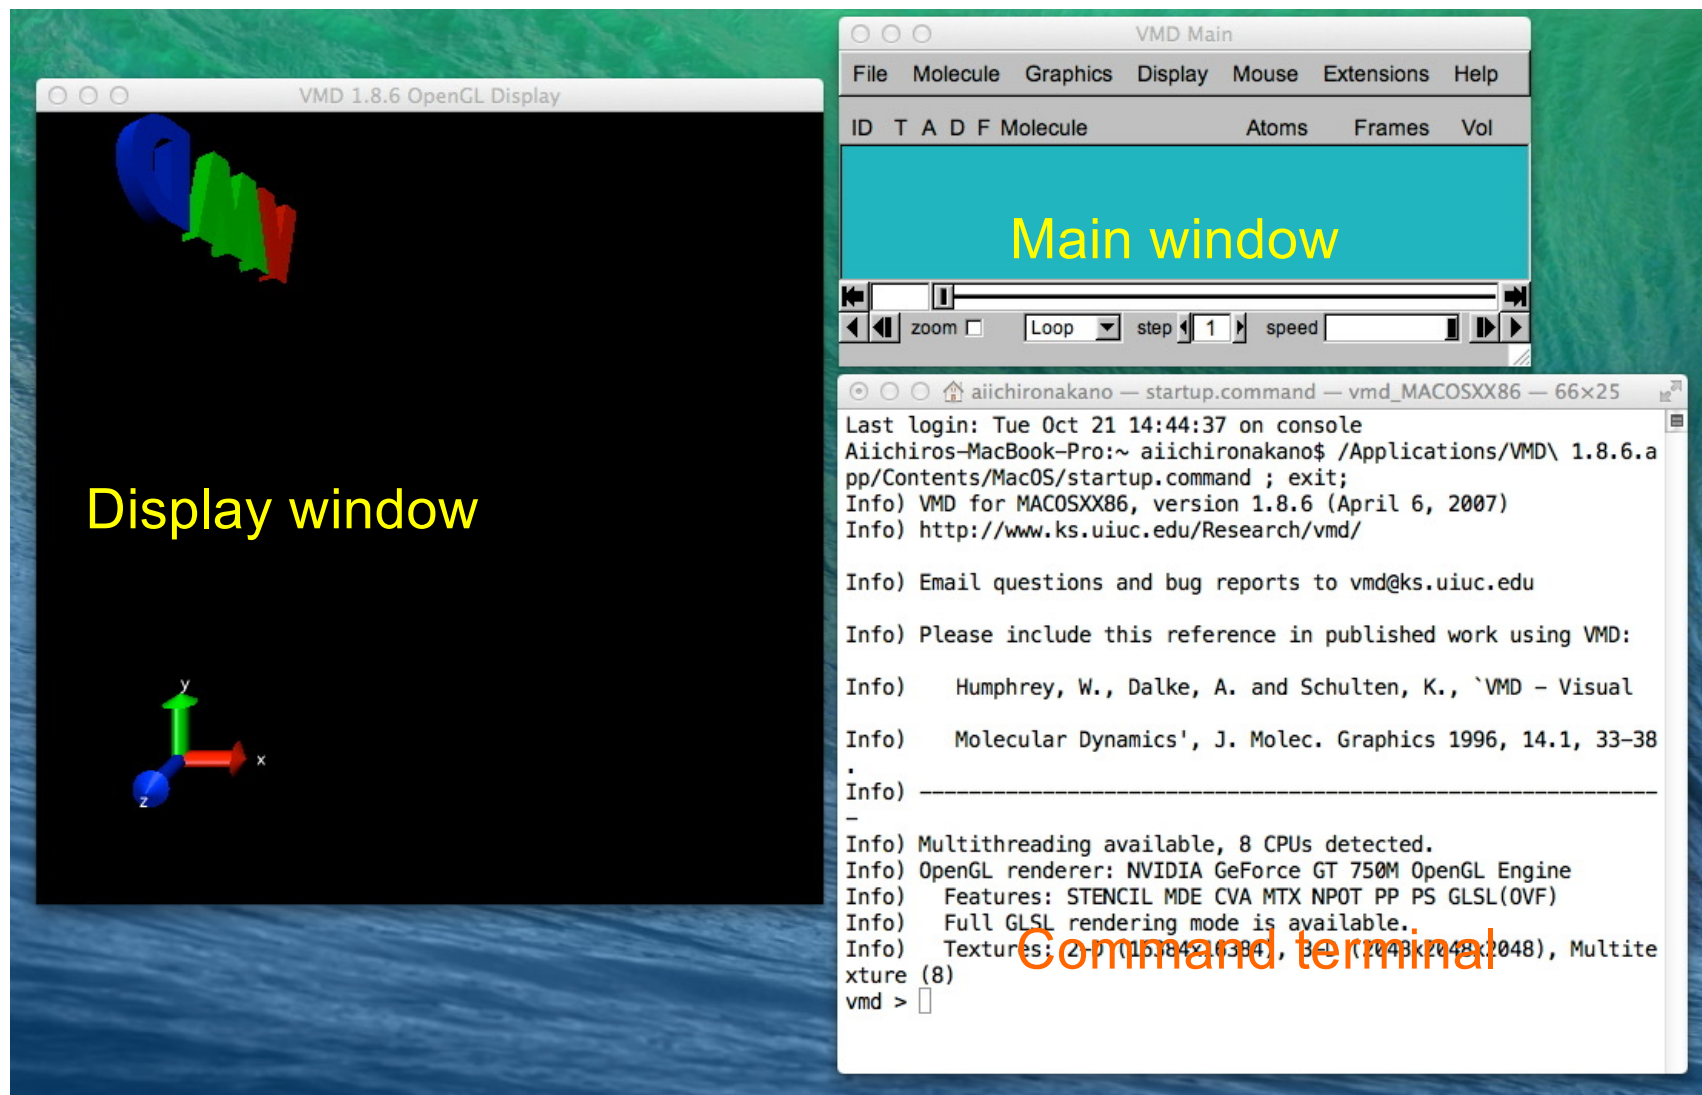 VMD 1.8.6 OpenGL Display
VMD
Display window
y
x
z
VMD Main
File Molecule Graphics Display Mouse Extensions Help
ID T A D F Molecule Atoms Frames Vol
Main window
zoom Loop step 1 speed
aiichironakano — startup.command — vmd_MACOSXX86 — 66×25
Last login: Tue Oct 21 14:44:37 on console
Aiichiros-MacBook-Pro:~ aiichironakano$ /Applications/VMD\ 1.8.6.a
pp/Contents/MacOS/startup.command ; exit;
Info) VMD for MACOSXX86, version 1.8.6 (April 6, 2007)
Info) http://www.ks.uiuc.edu/Research/vmd/
Info) Email questions and bug reports to vmd@ks.uiuc.edu
Info) Please include this reference in published work using VMD:
Info)    Humphrey, W., Dalke, A. and Schulten, K., `VMD - Visual
Info)    Molecular Dynamics', J. Molec. Graphics 1996, 14.1, 33-38
.
Info) ------------------------------------------------------------
-
Info) Multithreading available, 8 CPUs detected.
Info) OpenGL renderer: NVIDIA GeForce GT 750M OpenGL Engine
Info)   Features: STENCIL MDE CVA MTX NPOT PP PS GLSL(OVF)
Info)   Full GLSL rendering mode is available.
Info)   Textures: 2-D (16384x16384), 3-D (2048x2048x2048), Multite
xture (8)
vmd >
Command terminal